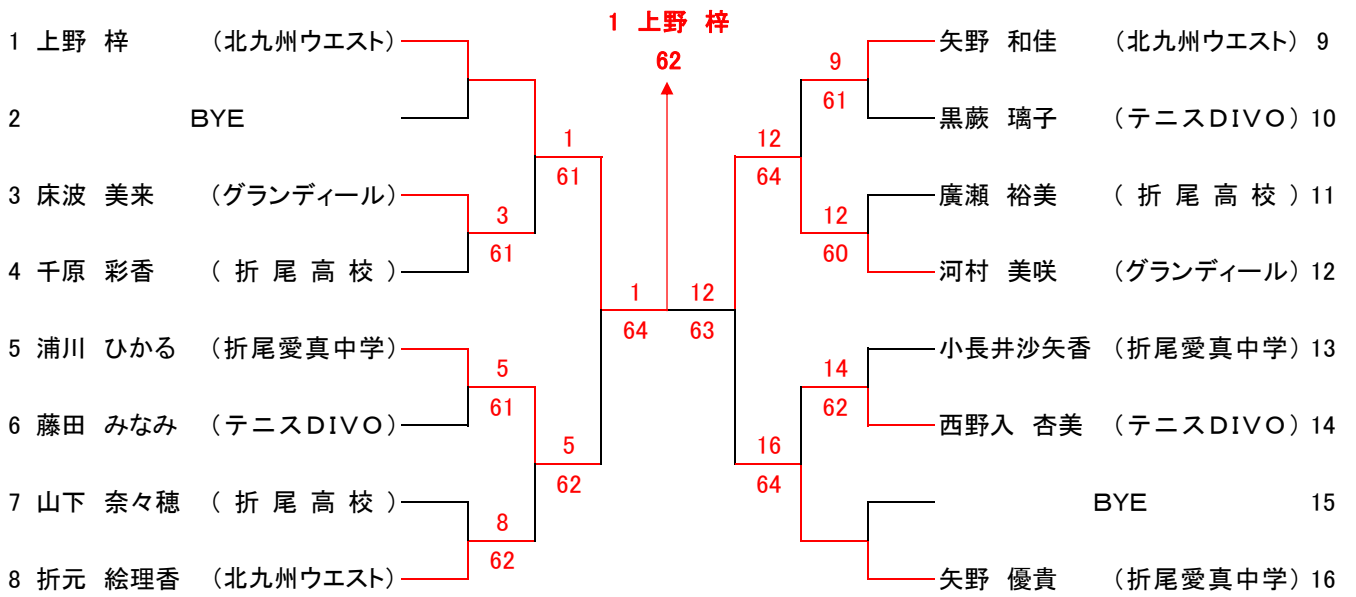 1 上野 梓
62
1 上野 梓 (北九州ウエスト)
2 BYE
3 床波 美来 (グランディール)
4 千原 彩香 ( 折 尾 高 校 )
5 浦川 ひかる (折尾愛真中学)
6 藤田 みなみ (テニスDIVO)
7 山下 奈々穂 ( 折 尾 高 校 )
8 折元 絵理香 (北九州ウエスト)
3
61
5
61
8
62
1
61
5
62
1
64
12
63
12
64
16
64
9
61
12
60
14
62
矢野 和佳 (北九州ウエスト) 9
黒蕨 璃子 (テニスDIVO) 10
廣瀬 裕美 ( 折 尾 高 校 ) 11
河村 美咲 (グランディール) 12
小長井沙矢香 (折尾愛真中学) 13
西野入 杏美 (テニスDIVO) 14
BYE 15
矢野 優貴 (折尾愛真中学) 16